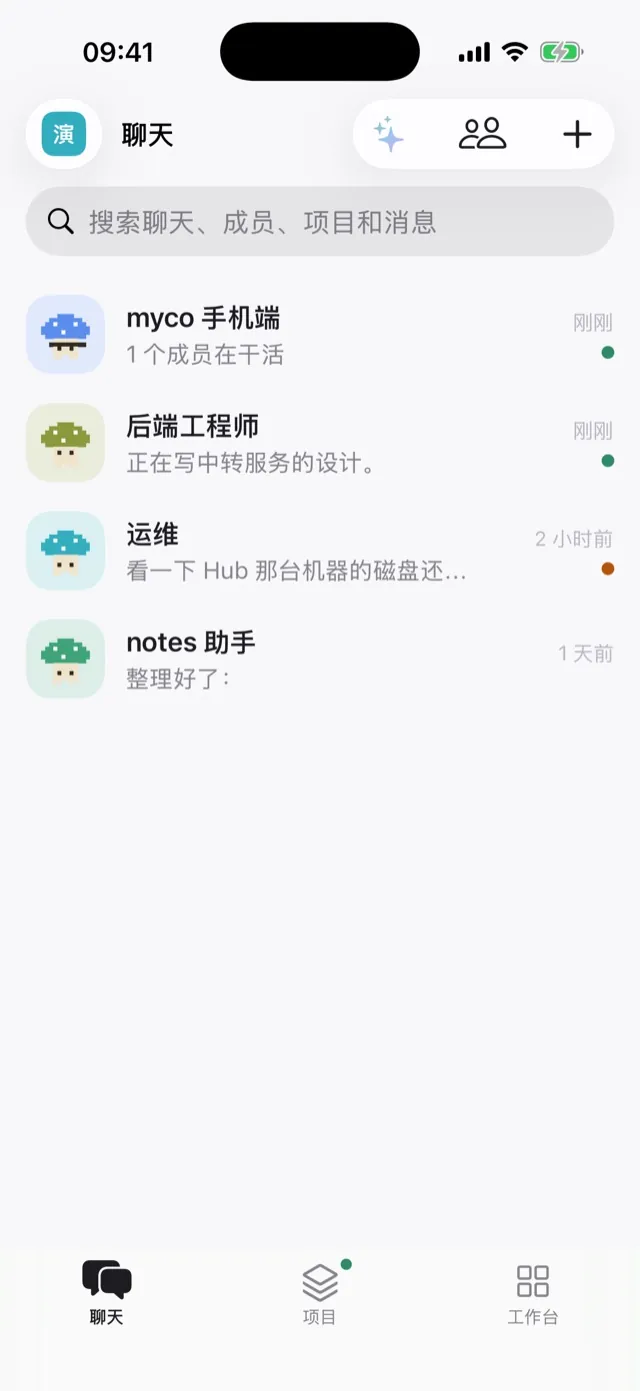 09:41
演
聊天
搜索聊天、成员、项目和消息
myco 手机端
刚刚
1 个成员在干活
后端工程师
刚刚
正在写中转服务的设计。
运维
2 小时前
看一下 Hub 那台机器的磁盘还...
notes 助手
1 天前
整理好了：
聊天
项目
工作台